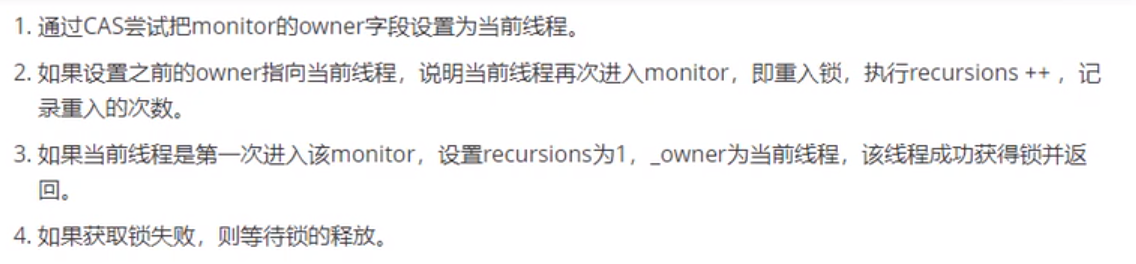 1. 通过CAS尝试把monitor的owner字段设置为当前线程。
2. 如果设置之前的owner指向当前线程，说明当前线程再次进入monitor，即重入锁，执行recursions ++ ，记
录重入的次数。
3. 如果当前线程是第一次进入该monitor，设置recursions为1，_owner为当前线程，该线程成功获得锁并返
回。
4. 如果获取锁失败，则等待锁的释放。